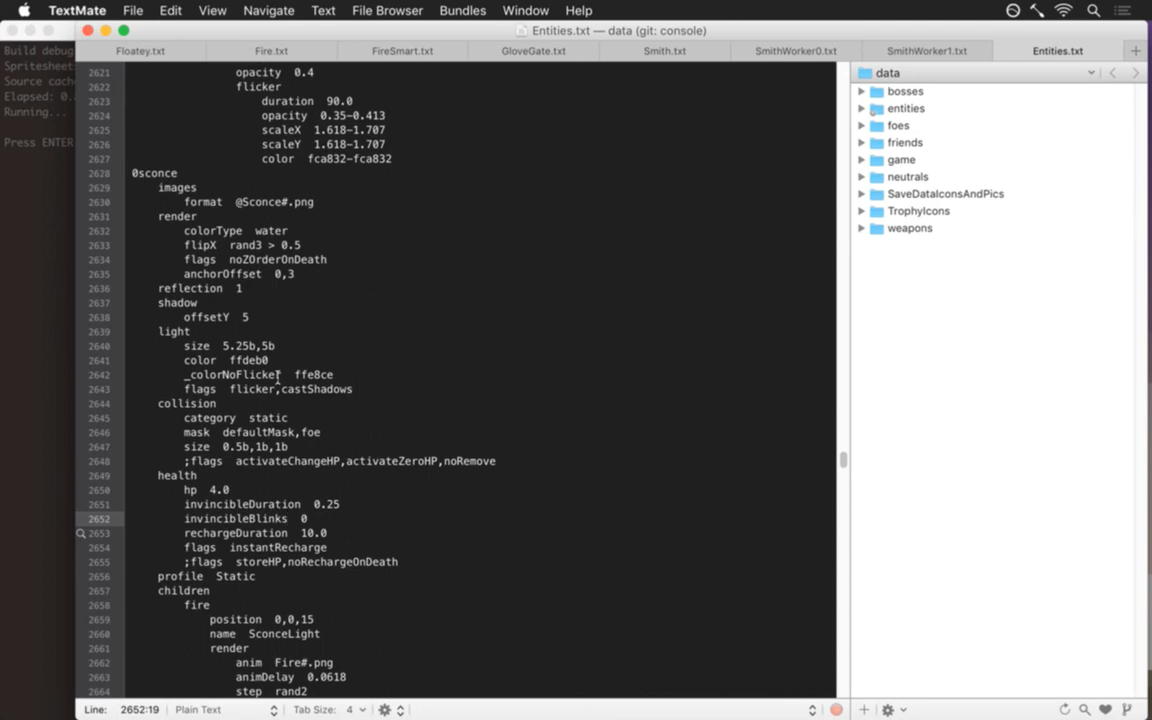 TextMate File Edit View Navigate Text File Browser Bundles Window Help
Entities.txt — data (git: console)
Build debug
Spritesheet
Source cach
Elapsed: 0.
Running...
Press ENTER
Floatey.txt Fire.txt FireSmart.txt GloveGate.txt Smith.txt SmithWorker0.txt SmithWorker1.txt Entities.txt
2621 opacity 0.4
2622 flicker
2623 duration 90.0
2624 opacity 0.35-0.413
2625 scaleX 1.618-1.707
2626 scaleY 1.618-1.707
2627 color fca832-fca832
2628 0sconce
2629 images
2630 format @Sconce#.png
2631 render
2632 colorType water
2633 flipX rand3 > 0.5
2634 flags noZOrderOnDeath
2635 anchorOffset 0,3
2636 reflection 1
2637 shadow
2638 offsetY 5
2639 light
2640 size 5.25b,5b
2641 color ffdeb0
2642 _colorNoFlicker ffe8ce
2643 flags flicker,castShadows
2644 collision
2645 category static
2646 mask defaultMask,foe
2647 size 0.5b,1b,1b
2648 ;flags activateChangeHP,activateZeroHP,noRemove
2649 health
2650 hp 4.0
2651 invincibleDuration 0.25
2652 invincibleBlinks 0
2653 rechargeDuration 10.0
2654 flags instantRecharge
2655 ;flags storeHP,noRechargeOnDeath
2656 profile Static
2657 children
2658 fire
2659 position 0,0,15
2660 name SconceLight
2661 render
2662 anim Fire#.png
2663 animDelay 0.0618
2664 step rand2
data
bosses
entities
foes
friends
game
neutrals
SaveDataIconsAndPics
TrophyIcons
weapons
Line: 2652:19 Plain Text Tab Size: 4